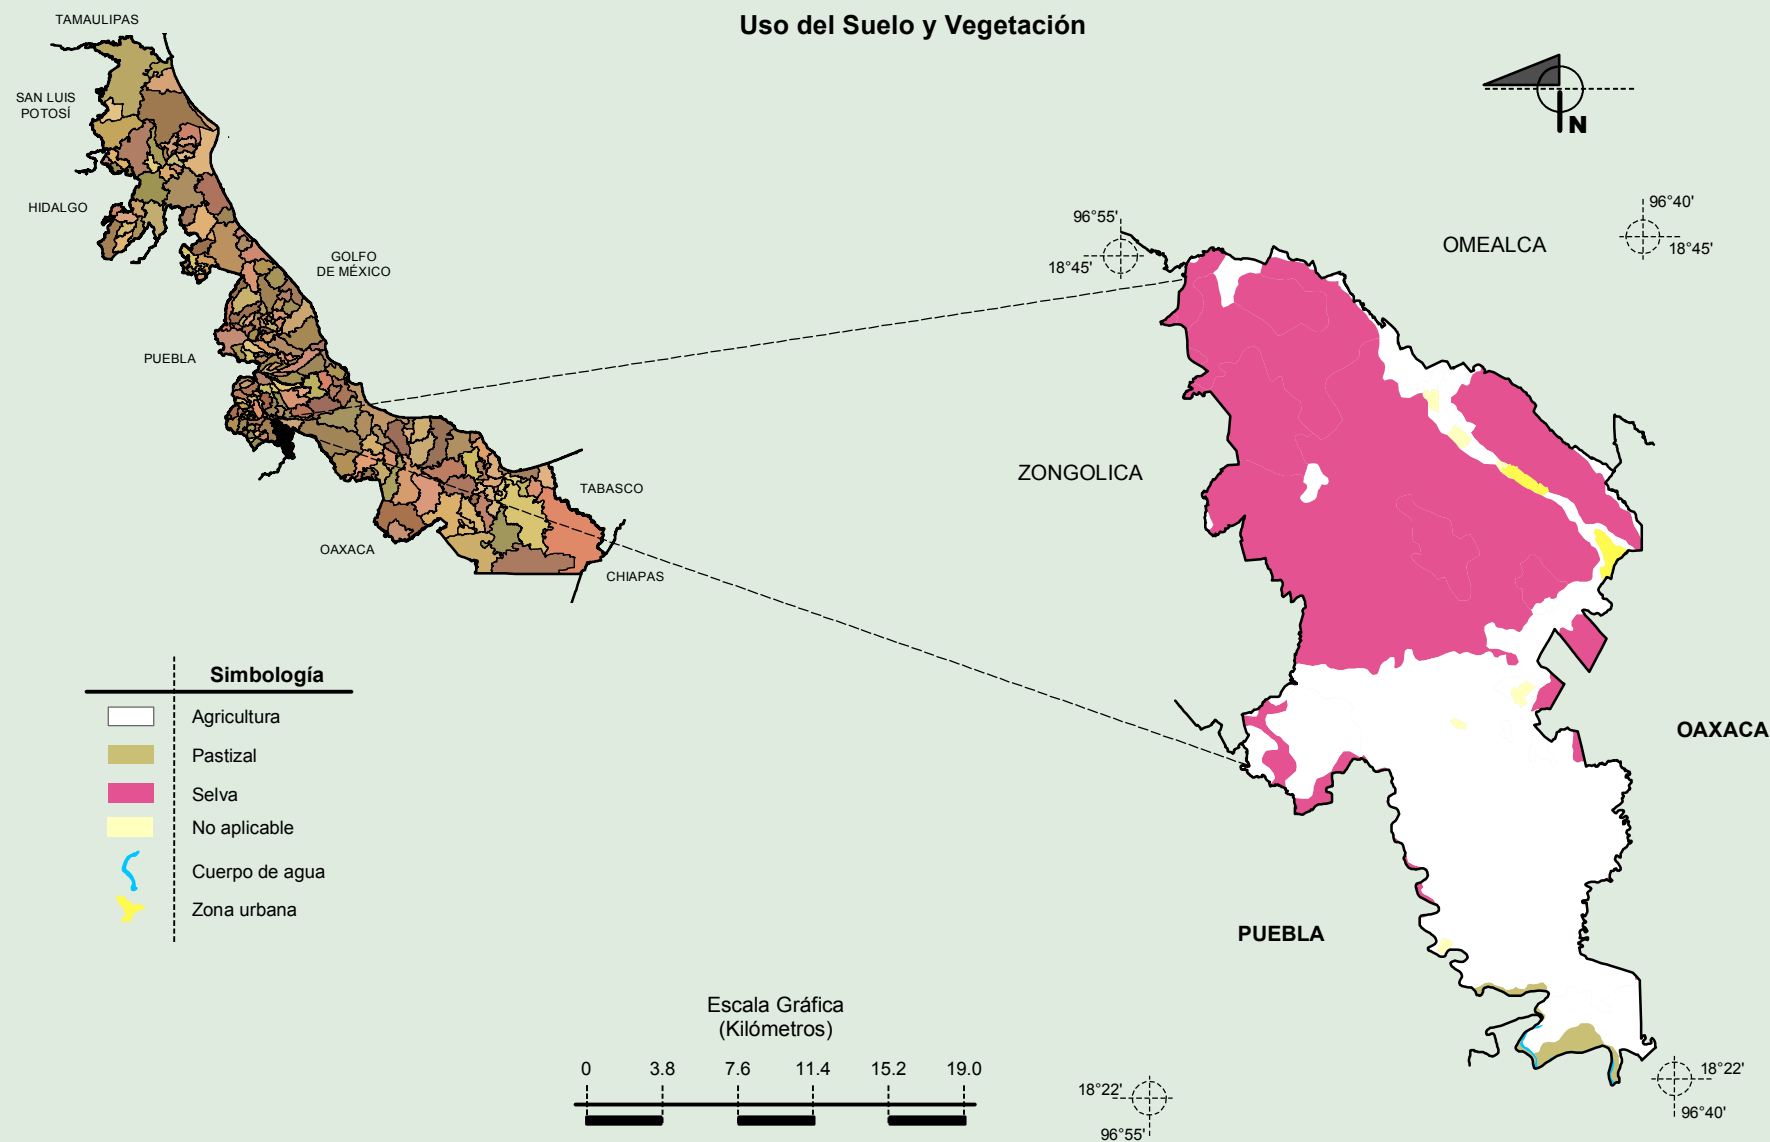 Uso del Suelo y Vegetación
TAMAULIPAS
SAN LUIS
POTOSÍ
HIDALGO
GOLFO
DE MÉXICO
PUEBLA
OAXACA
TABASCO
CHIAPAS
N
96°55'
18°45'
96°40'
18°45'
OMEALCA
ZONGOLICA
OAXACA
PUEBLA
Simbología
Agricultura
Pastizal
Selva
No aplicable
Cuerpo de agua
Zona urbana
Escala Gráfica
(Kilómetros)
0 3.8 7.6 11.4 15.2 19.0
18°22'
96°55'
18°22'
96°40'